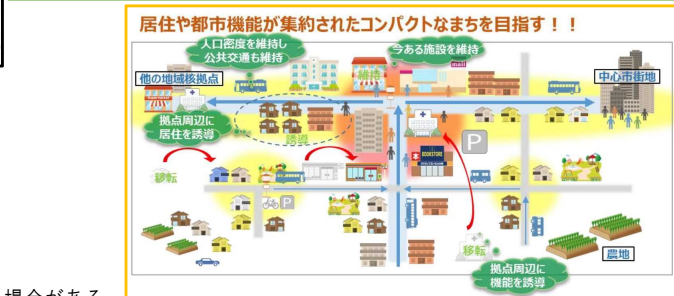 居住や都市機能が集約されたコンパクトなまちを目指す！！
人口密度を維持し
公共交通も維持
今ある施設を維持
維持
mall
他の地域核拠点
中心市街地
拠点周辺に
居住を誘導
誘導
P
本
BOOKSTORE
移転
P
移転
農地
拠点周辺に
機能を誘導
場合がある